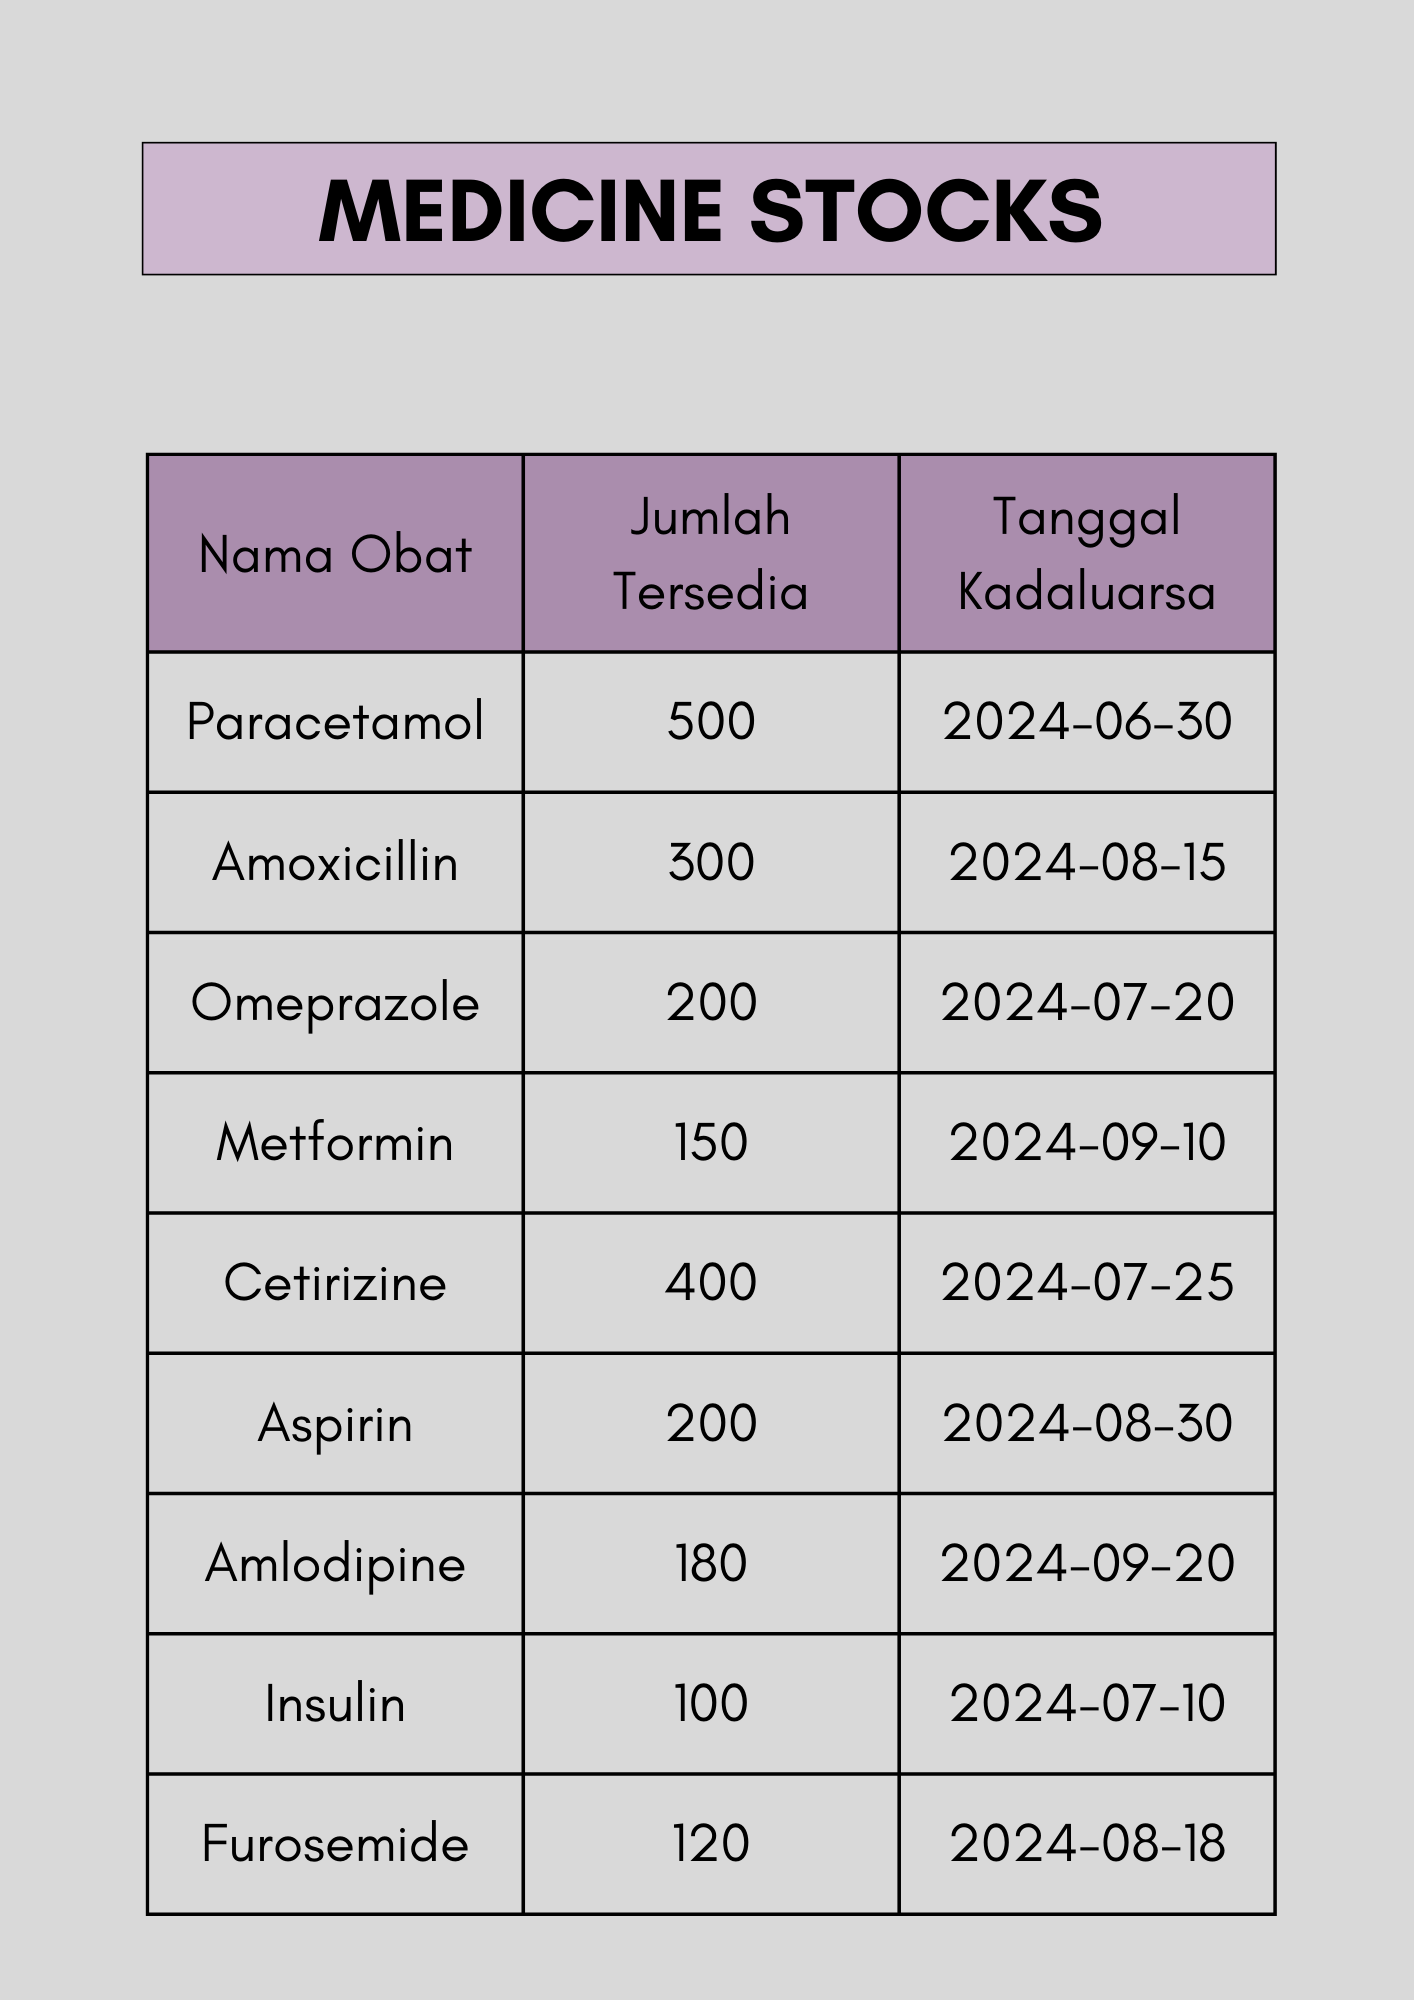 MEDICINE STOCKS
Nama Obat
Jumlah
Tersedia
Tanggal
Kadaluarsa
Paracetamol 500 2024-06-30
Amoxicillin 300 2024-08-15
Omeprazole 200 2024-07-20
Metformin 150 2024-09-10
Cetirizine 400 2024-07-25
Aspirin 200 2024-08-30
Amlodipine 180 2024-09-20
Insulin 100 2024-07-10
Furosemide 120 2024-08-18